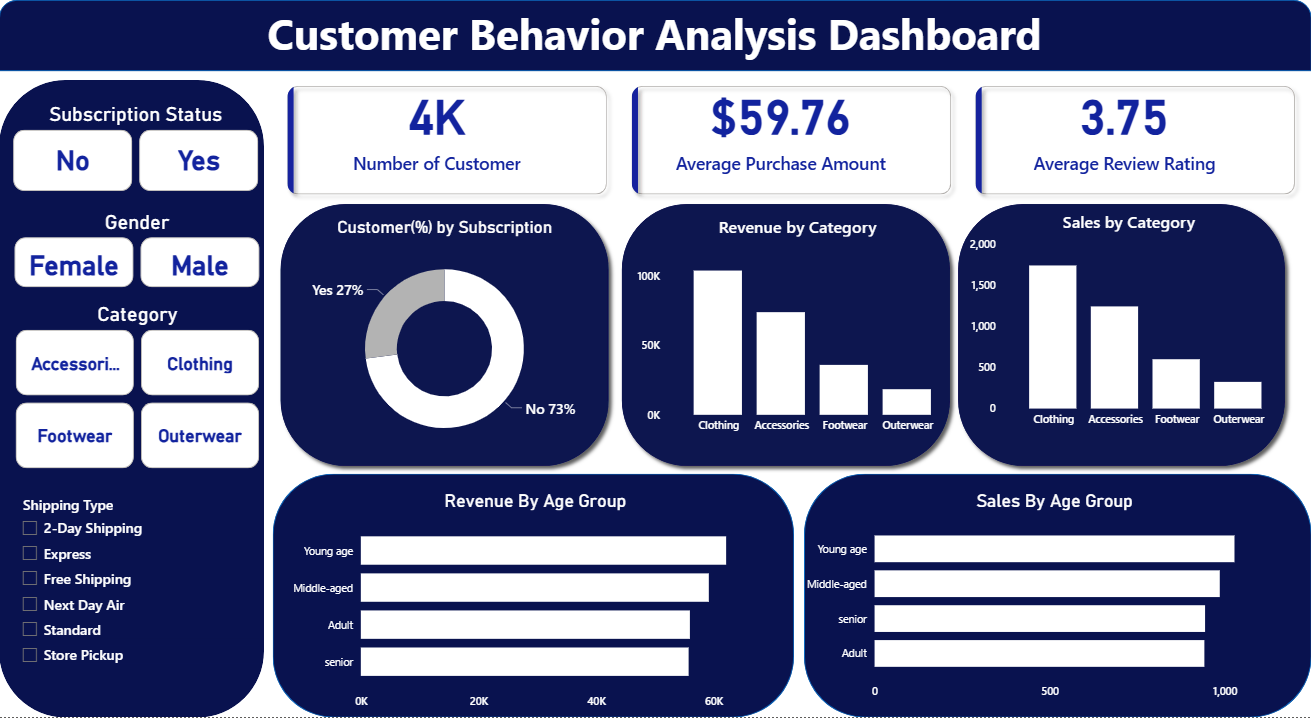 Customer Behavior Analysis Dashboard
Subscription Status
No
Yes
Gender
Female
Male
Category
Accessori...
Clothing
Footwear
Outerwear
Shipping Type
2-Day Shipping
Express
Free Shipping
Next Day Air
Standard
Store Pickup
4K
Number of Customer
$59.76
Average Purchase Amount
3.75
Average Review Rating
Customer(%) by Subscription
Yes 27%
No 73%
Revenue by Category
100K
50K
0K
Clothing Accessories Footwear Outerwear
Sales by Category
2,000
1,500
1,000
500
0
Clothing Accessories Footwear Outerwear
Revenue By Age Group
Young age
Middle-aged
Adult
senior
0K 20K 40K 60K
Sales By Age Group
Young age
Middle-aged
senior
Adult
0 500 1,000